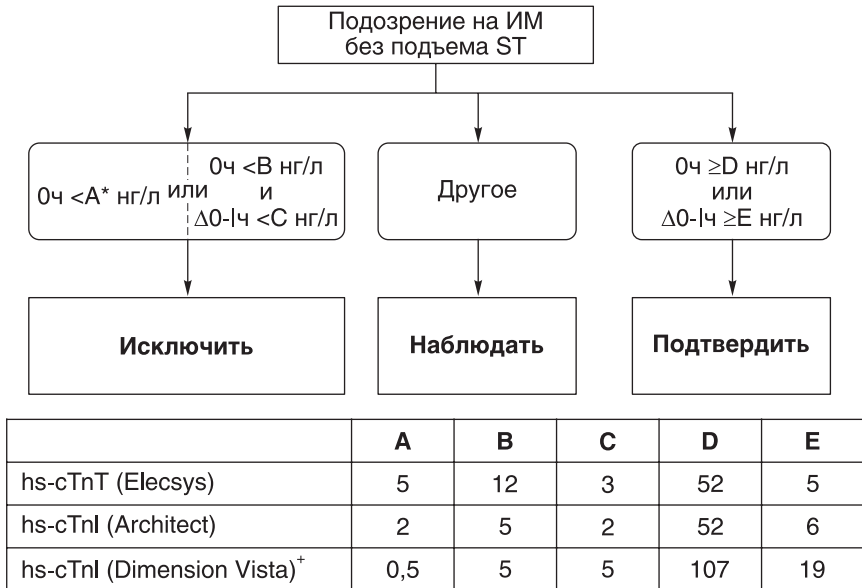 Подозрение на ИМ
без подъема ST
0ч <A* нг/л или
0ч <B нг/л
и
Δ0-Iч <C нг/л
Другое
0ч ≥D нг/л
или
Δ0-Iч ≥E нг/л
Исключить
Наблюдать
Подтвердить
A B C D E
hs-cTnT (Elecsys) 5 12 3 52 5
hs-cTnI (Architect) 2 5 2 52 6
hs-cTnI (Dimension Vista)+ 0,5 5 5 107 19